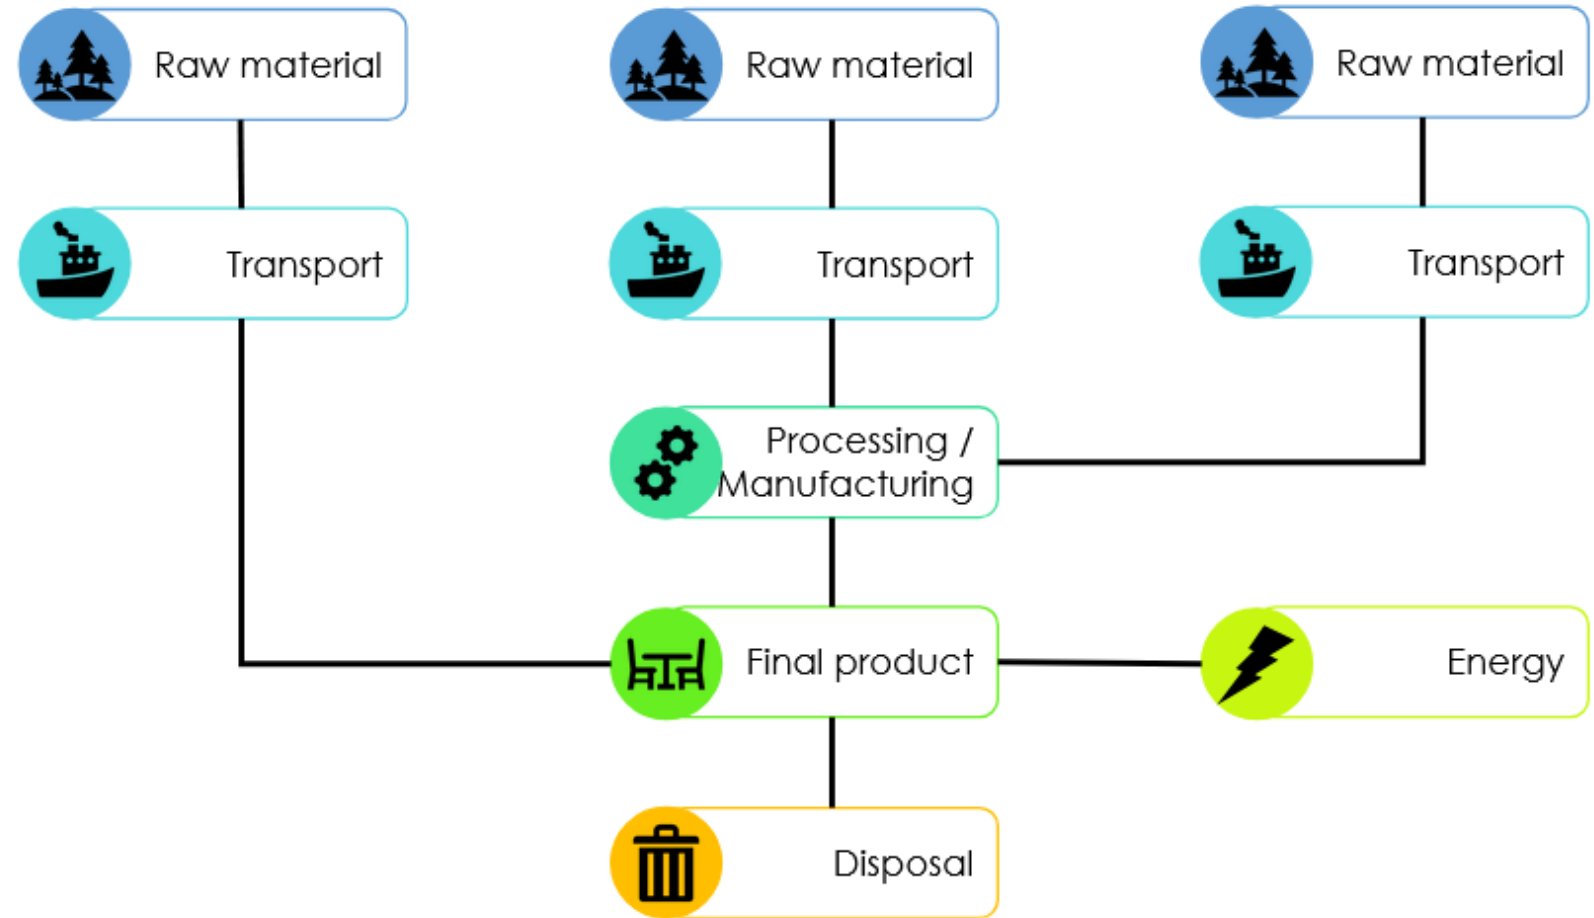 Raw material
Raw material
Raw material
Transport
Transport
Transport
Processing /
Manufacturing
Final product
Energy
Disposal